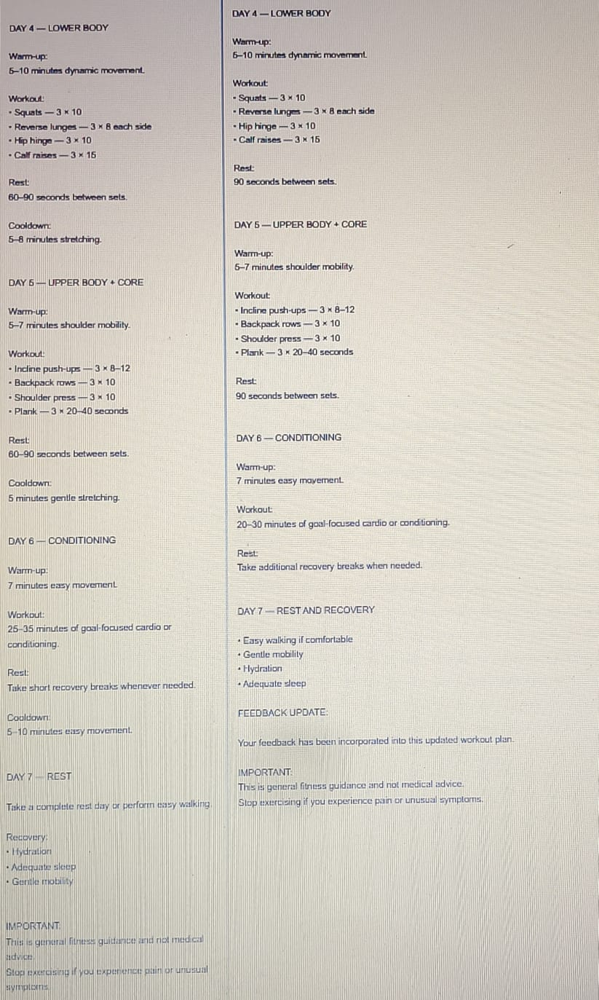 DAY 4 — LOWER BODY
Warm-up:
5–10 minutes dynamic movement.
Workout:
• Squats — 3 × 10
• Reverse lunges — 3 × 8 each side
• Hip hinge — 3 × 10
• Calf raises — 3 × 15
Rest:
60–90 seconds between sets.
Cooldown:
5–8 minutes stretching.
DAY 5 — UPPER BODY + CORE
Warm-up:
5–7 minutes shoulder mobility.
Workout:
• Incline push-ups — 3 × 8–12
• Backpack rows — 3 × 10
• Shoulder press — 3 × 10
• Plank — 3 × 20–40 seconds
Rest:
60–90 seconds between sets.
Cooldown:
5 minutes gentle stretching.
DAY 6 — CONDITIONING
Warm-up:
7 minutes easy movement.
Workout:
25–35 minutes of goal-focused cardio or
conditioning.
Rest:
Take short recovery breaks whenever needed.
Cooldown:
5–10 minutes easy movement.
DAY 7 — REST
Take a complete rest day or perform easy walking.
Recovery:
• Hydration
• Adequate sleep
• Gentle mobility
IMPORTANT:
This is general fitness guidance and not medical
advice.
Stop exercising if you experience pain or unusual
symptoms.
DAY 4 — LOWER BODY
Warm-up:
5–10 minutes dynamic movement.
Workout:
• Squats — 3 × 10
• Reverse lunges — 3 × 8 each side
• Hip hinge — 3 × 10
• Calf raises — 3 × 15
Rest:
90 seconds between sets.
DAY 5 — UPPER BODY + CORE
Warm-up:
5–7 minutes shoulder mobility.
Workout:
• Incline push-ups — 3 × 8–12
• Backpack rows — 3 × 10
• Shoulder press — 3 × 10
• Plank — 3 × 20–40 seconds
Rest:
90 seconds between sets.
DAY 6 — CONDITIONING
Warm-up:
7 minutes easy movement.
Workout:
20–30 minutes of goal-focused cardio or conditioning.
Rest:
Take additional recovery breaks when needed.
DAY 7 — REST AND RECOVERY
• Easy walking if comfortable
• Gentle mobility
• Hydration
• Adequate sleep
FEEDBACK UPDATE:
Your feedback has been incorporated into this updated workout plan.
IMPORTANT:
This is general fitness guidance and not medical advice.
Stop exercising if you experience pain or unusual symptoms.